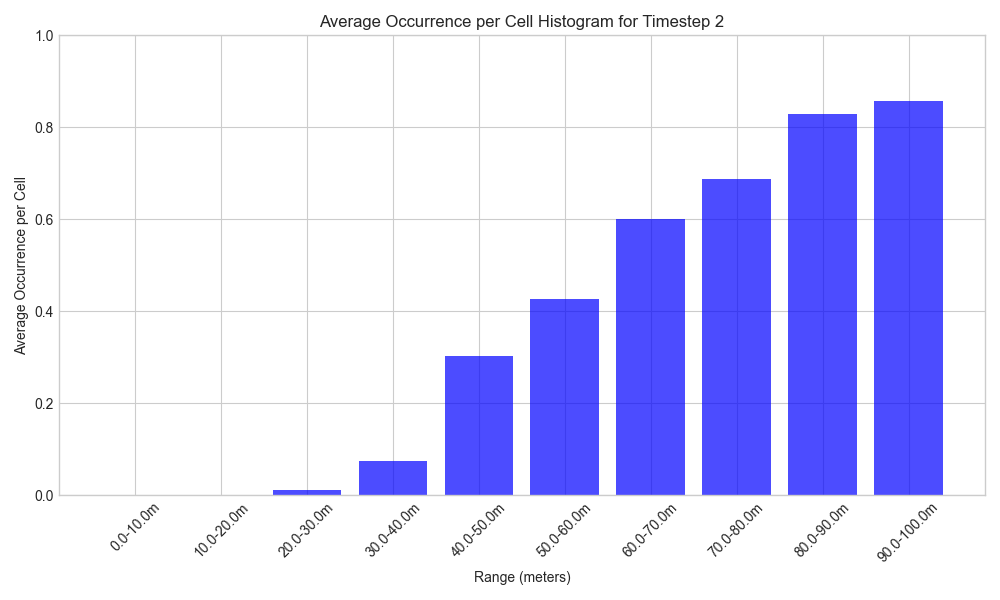 Average Occurrence per Cell Histogram for Timestep 2
Average Occurrence per Cell
1.0
0.8
0.6
0.4
0.2
0.0
0.0-10.0m
10.0-20.0m
20.0-30.0m
30.0-40.0m
40.0-50.0m
50.0-60.0m
60.0-70.0m
70.0-80.0m
80.0-90.0m
90.0-100.0m
Range (meters)